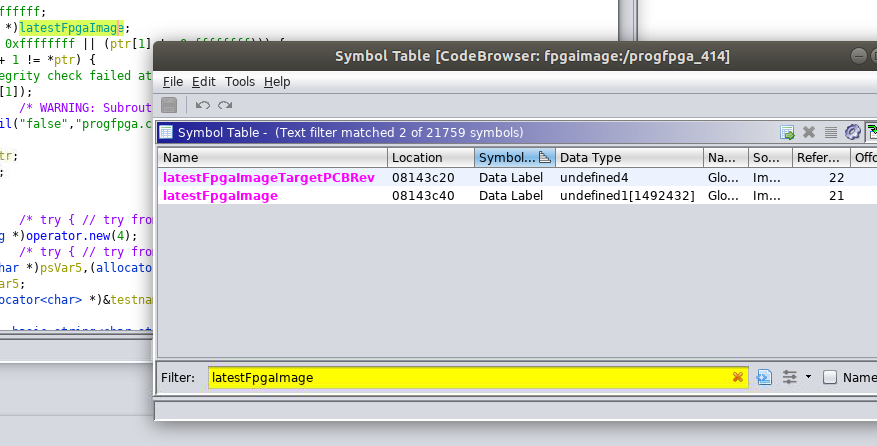 ffffff;
*)latestFpgaImage;
0xffffffff || (ptr[1]
+ 1 != *ptr) {
egrity check failed at
[1]);
/* WARNING: Subrout
il("false","progfpga.c
tr;
;
/* try { // try fro
g *)operator.new(4);
/* try { // try fro
har *)psVar5,(allocato
ar5;
ocator<char> *)&testna
Symbol Table [CodeBrowser: fpgaimage:/progfpga_414]
File Edit Tools Help
Symbol Table - (Text filter matched 2 of 21759 symbols)
Name Location Symbol... Data Type Na... So... Refer... Offc
latestFpgaImageTargetPCBRev 08143c20 Data Label undefined4 Glo... Im... 22
latestFpgaImage 08143c40 Data Label undefined1[1492432] Glo... Im... 21
Filter: latestFpgaImage Name